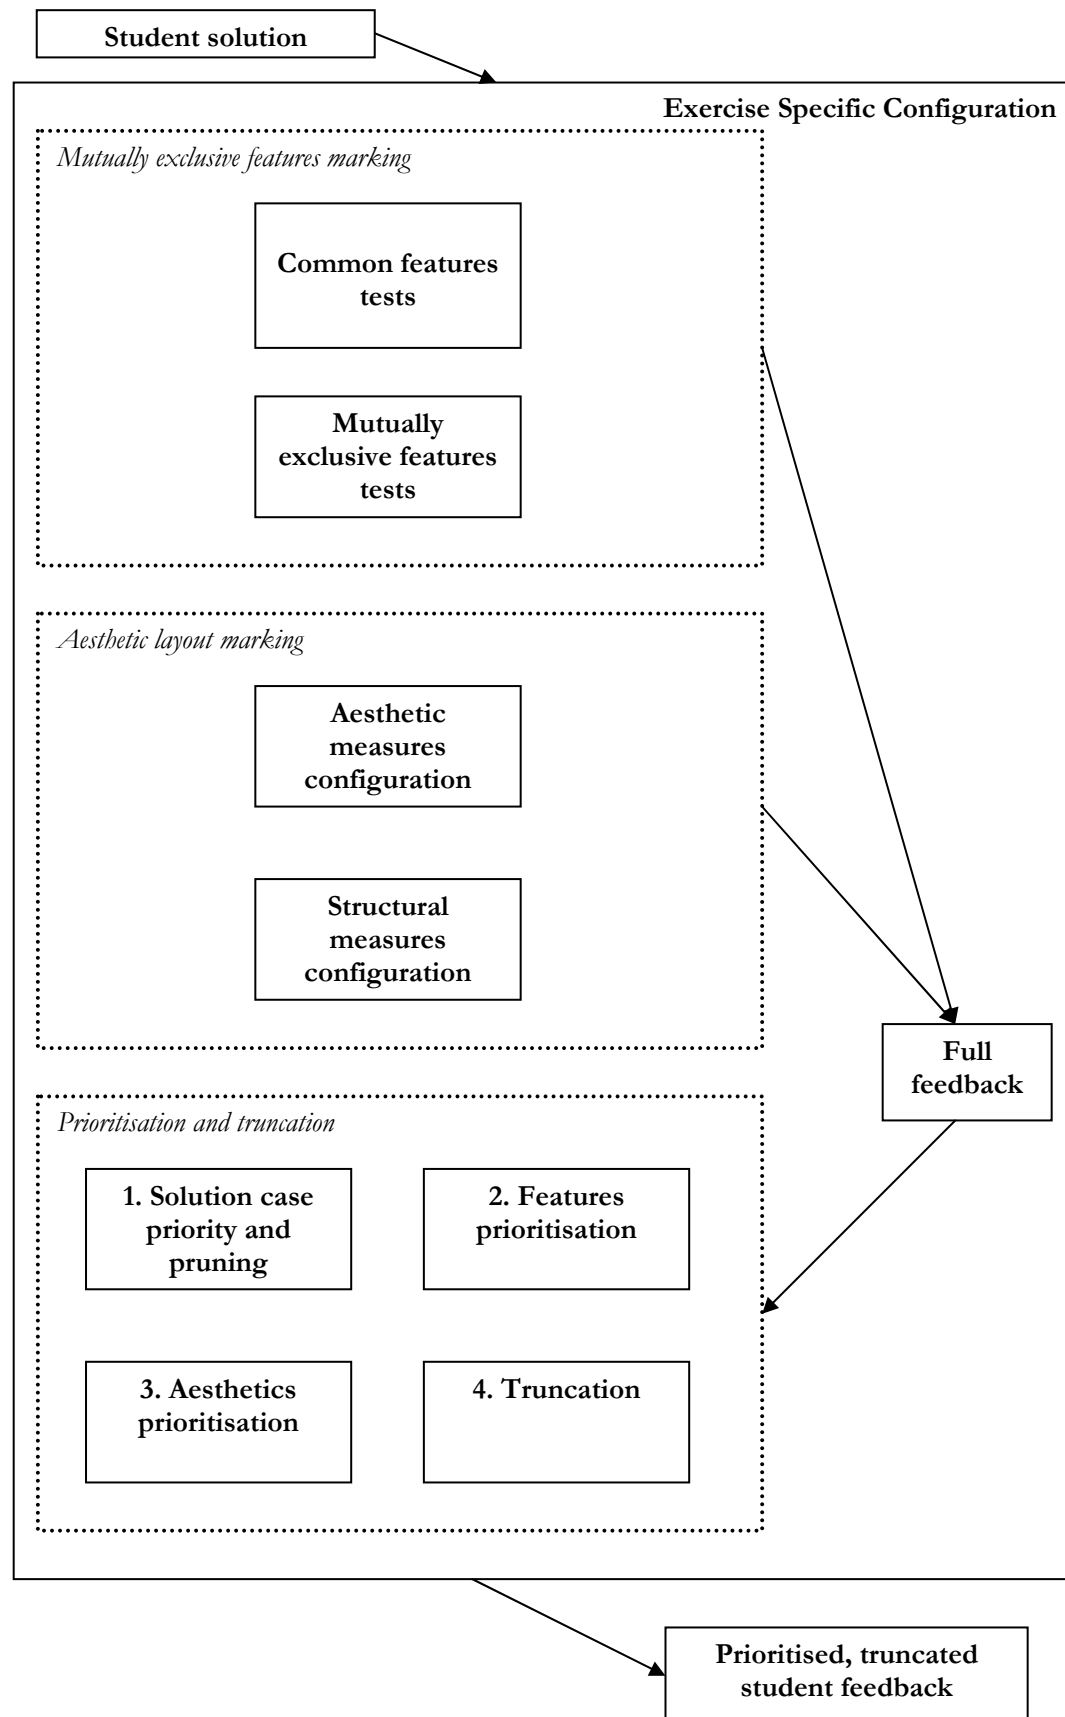 Student solution
Exercise Specific Configuration
Mutually exclusive features marking
Common features
tests
Mutually
exclusive features
tests
Aesthetic layout marking
Aesthetic
measures
configuration
Structural
measures
configuration
Full
feedback
Prioritisation and truncation
1. Solution case
priority and
pruning
2. Features
prioritisation
3. Aesthetics
prioritisation
4. Truncation
Prioritised, truncated
student feedback